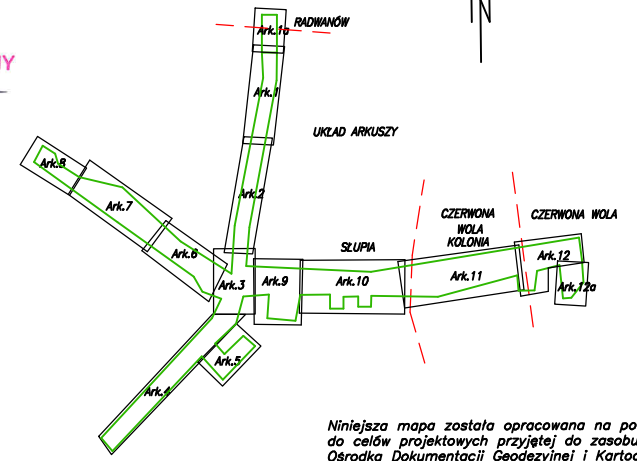 N
RADWANÓW
Ark.1a
Ark.1
UKŁAD ARKUSZY
Ark.8
Ark.2
Ark.7
CZERWONA
WOLA
KOLONIA
CZERWONA WOLA
SŁUPIA
Ark.6
Ark.3
Ark.9
Ark.10
Ark.11
Ark.12
Ark.12a
Ark.5
Ark.4
Niniejsza mapa została opracowana na po
do celów projektowych przyjętej do zasobu
Ośrodka Dokumentacji Geodezyjnej i Kartog